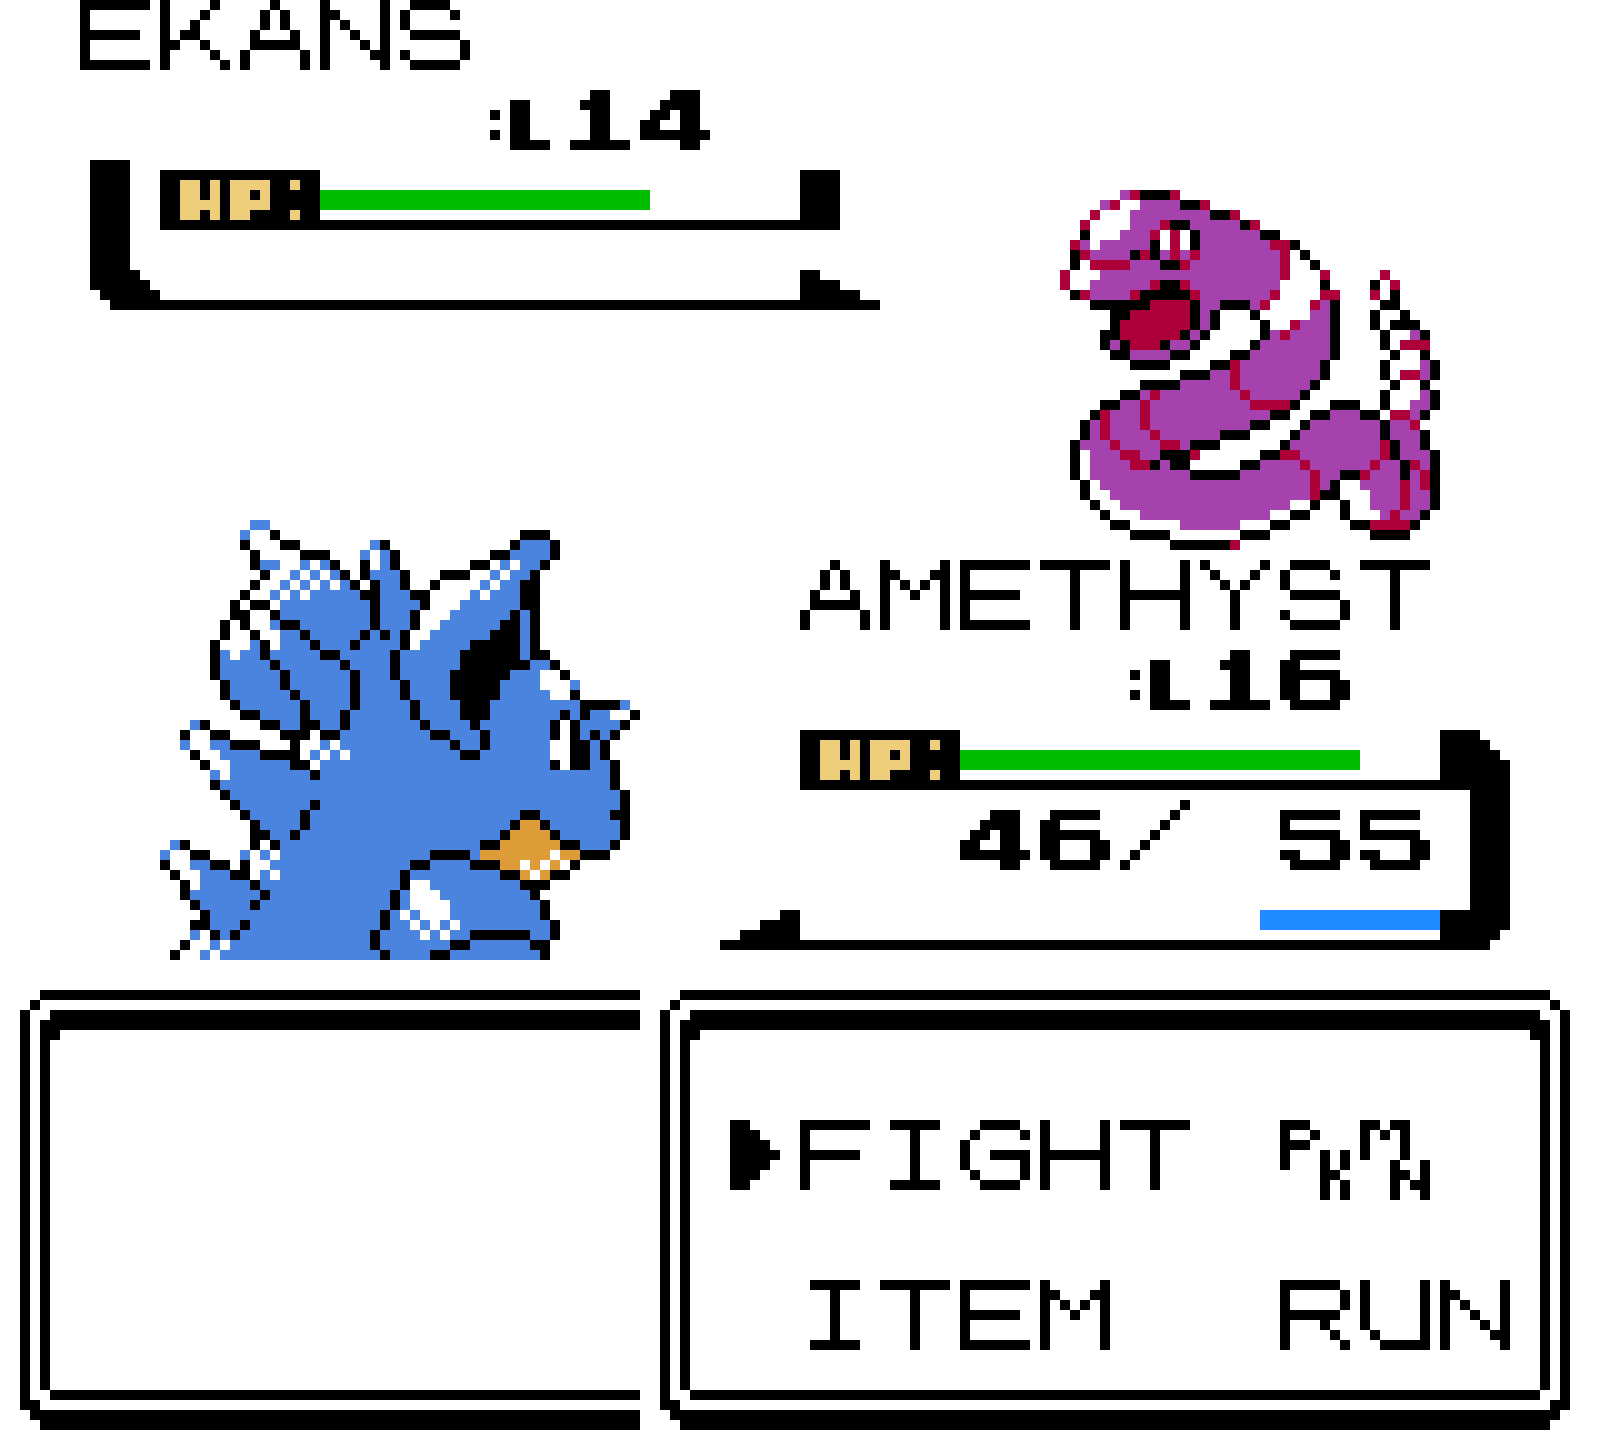 EKANS
:L14
HP:
AMETHYST
:L16
HP:
46/ 55
▶FIGHT PKMN
ITEM RUN